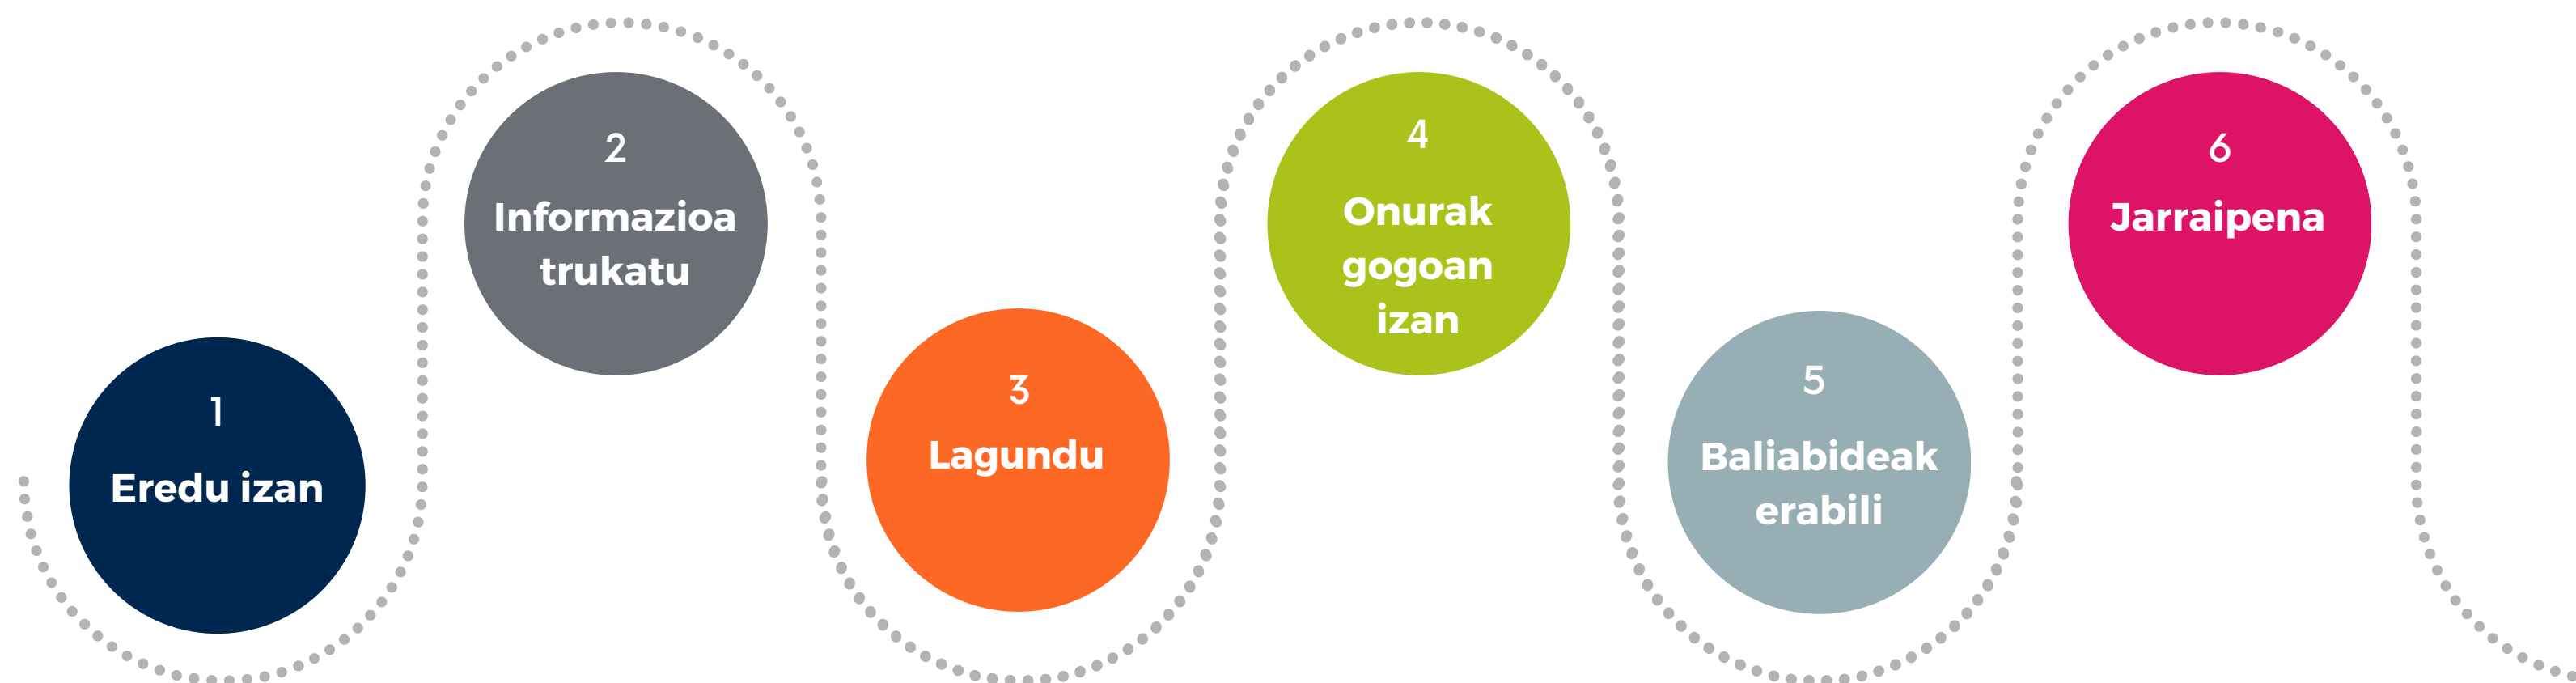 1
Eredu izan
2
Informazioa
trukatu
3
Lagundu
4
Onurak
gogoan
izan
5
Baliabideak
erabili
6
Jarraipena